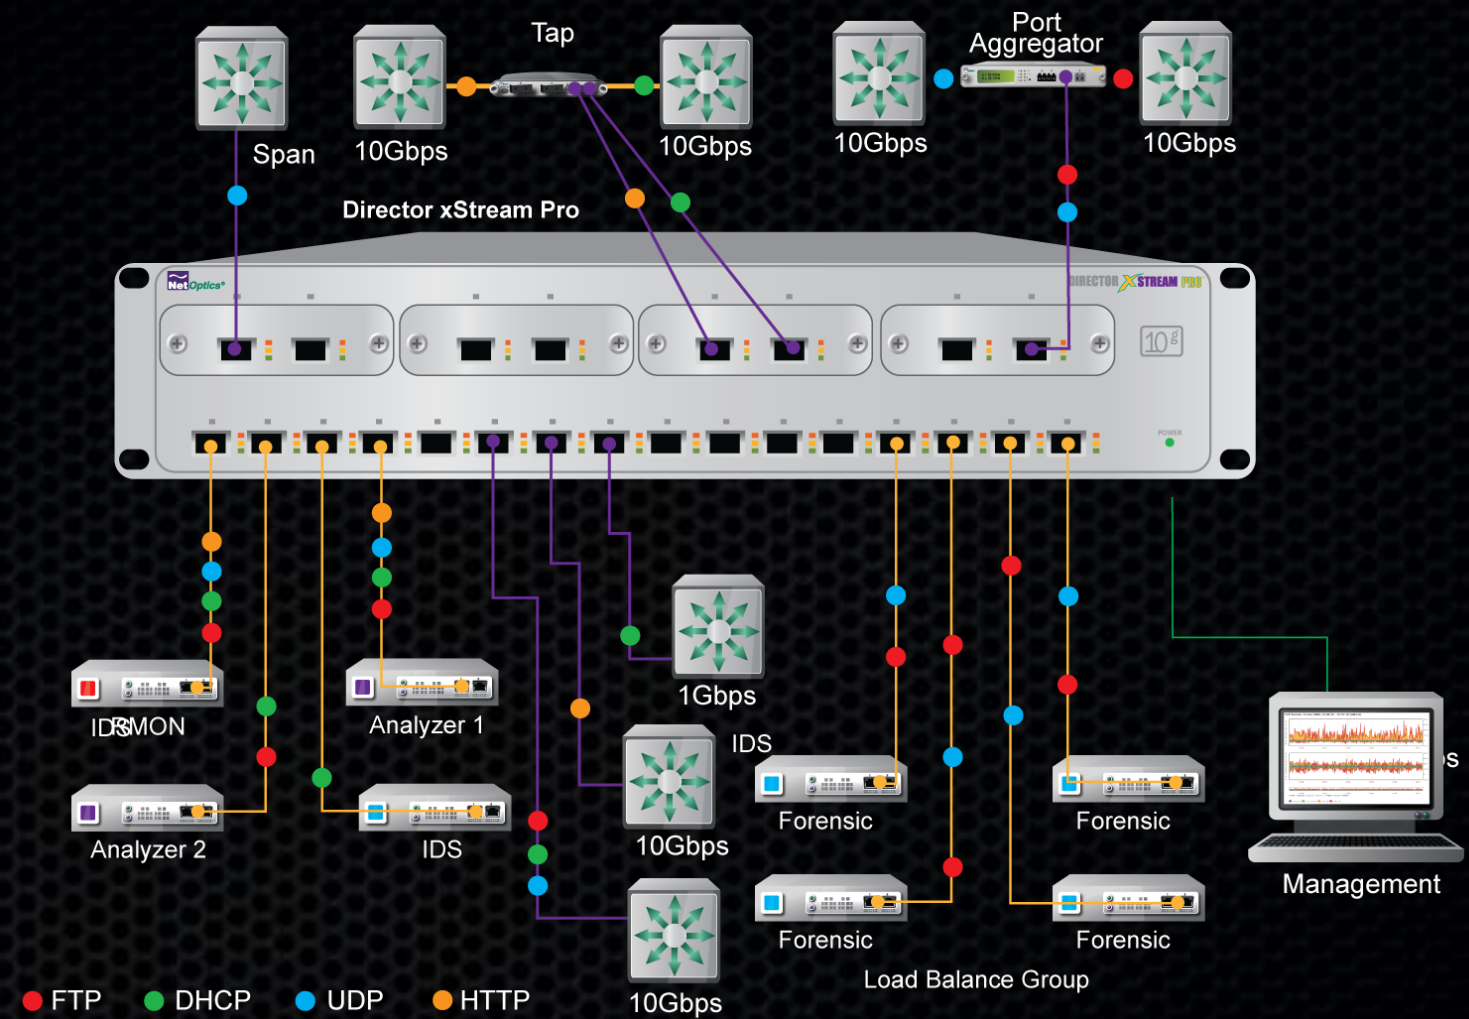 Tap
Port
Aggregator
Span
10Gbps
10Gbps
10Gbps
10Gbps
Director xStream Pro
Net Optics®
DIRECTOR XSTREAM PRO
10g
POWER
1Gbps
IDS
RMON
Analyzer 1
IDS
Analyzer 2
IDS
10Gbps
Forensic
Forensic
Management
Forensic
Forensic
Load Balance Group
10Gbps
FTP
DHCP
UDP
HTTP